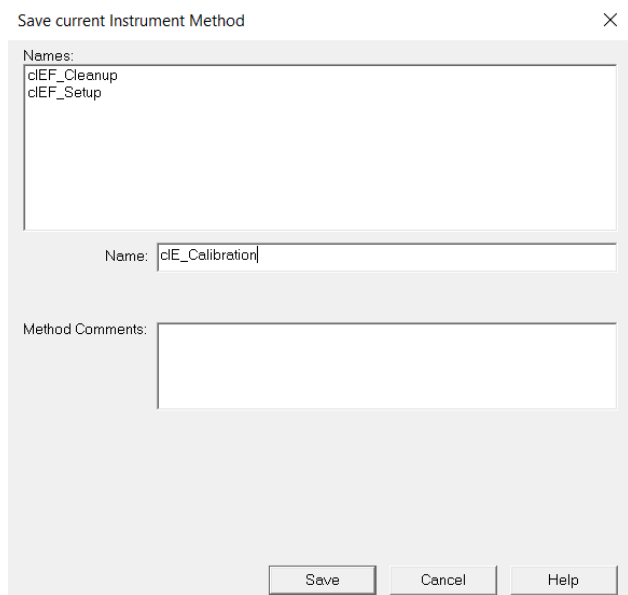 Save current Instrument Method
Names:
cIEF_Cleanup
cIEF_Setup
Name: cIE_Calibration
Method Comments:
Save Cancel Help